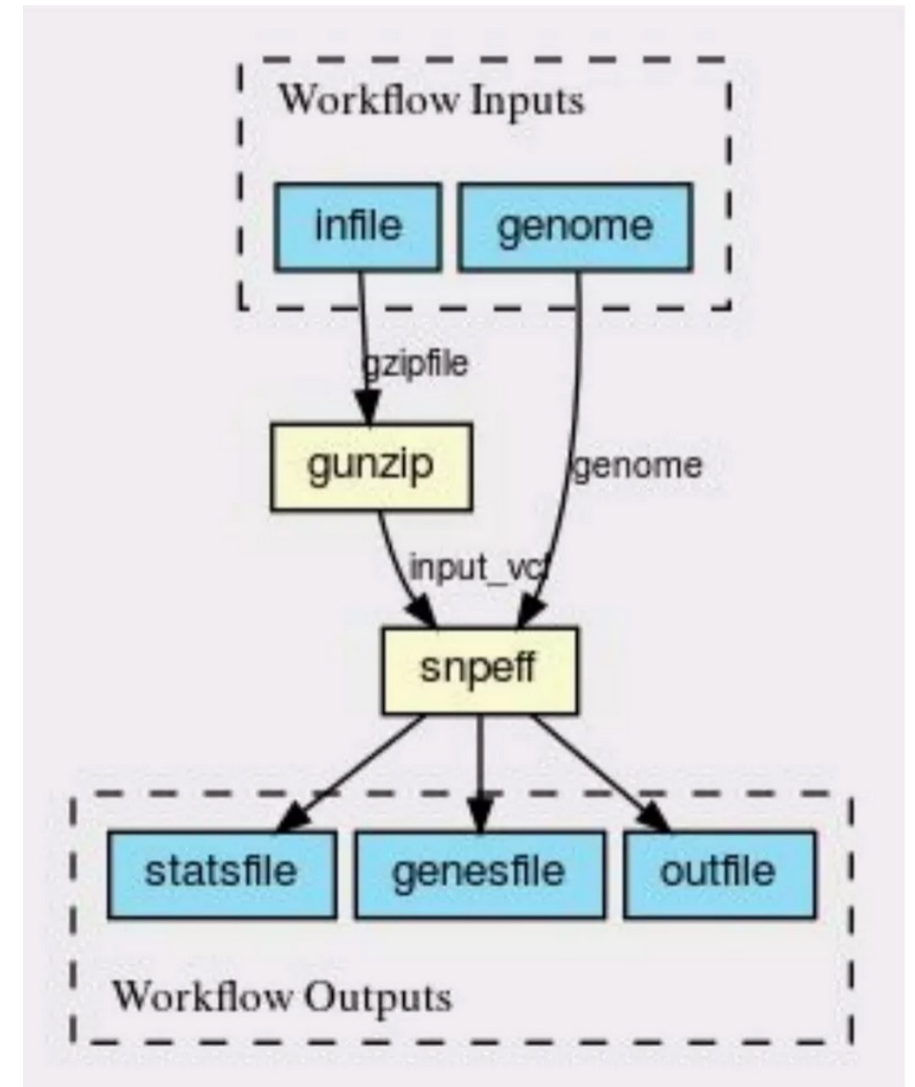 Workflow Inputs
infile genome
gzipfile
gunzip
genome
input_vcf
snpeff
statsfile genesfile outfile
Workflow Outputs